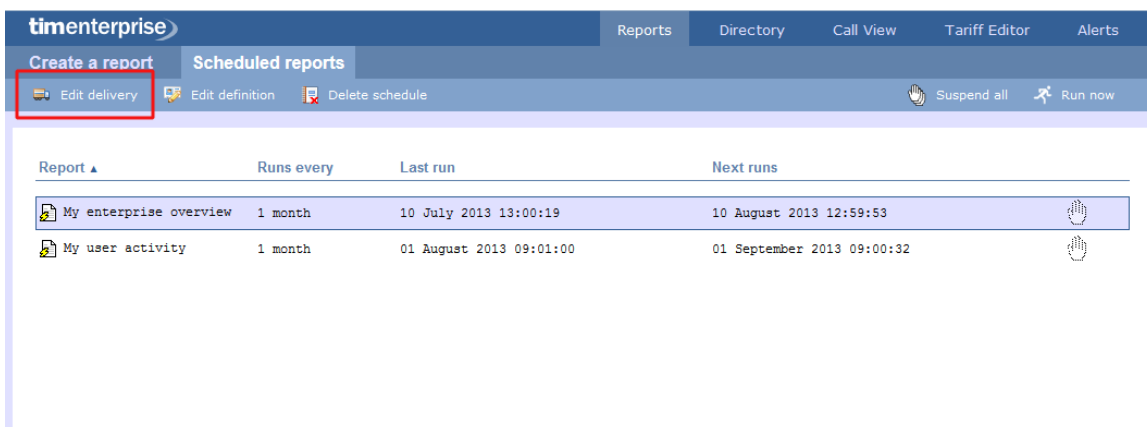 timenterprise Reports Directory Call View Tariff Editor Alerts
Create a report Scheduled reports
Edit delivery Edit definition Delete schedule Suspend all Run now
Report ▲ Runs every Last run Next runs
My enterprise overview 1 month 10 July 2013 13:00:19 10 August 2013 12:59:53
My user activity 1 month 01 August 2013 09:01:00 01 September 2013 09:00:32